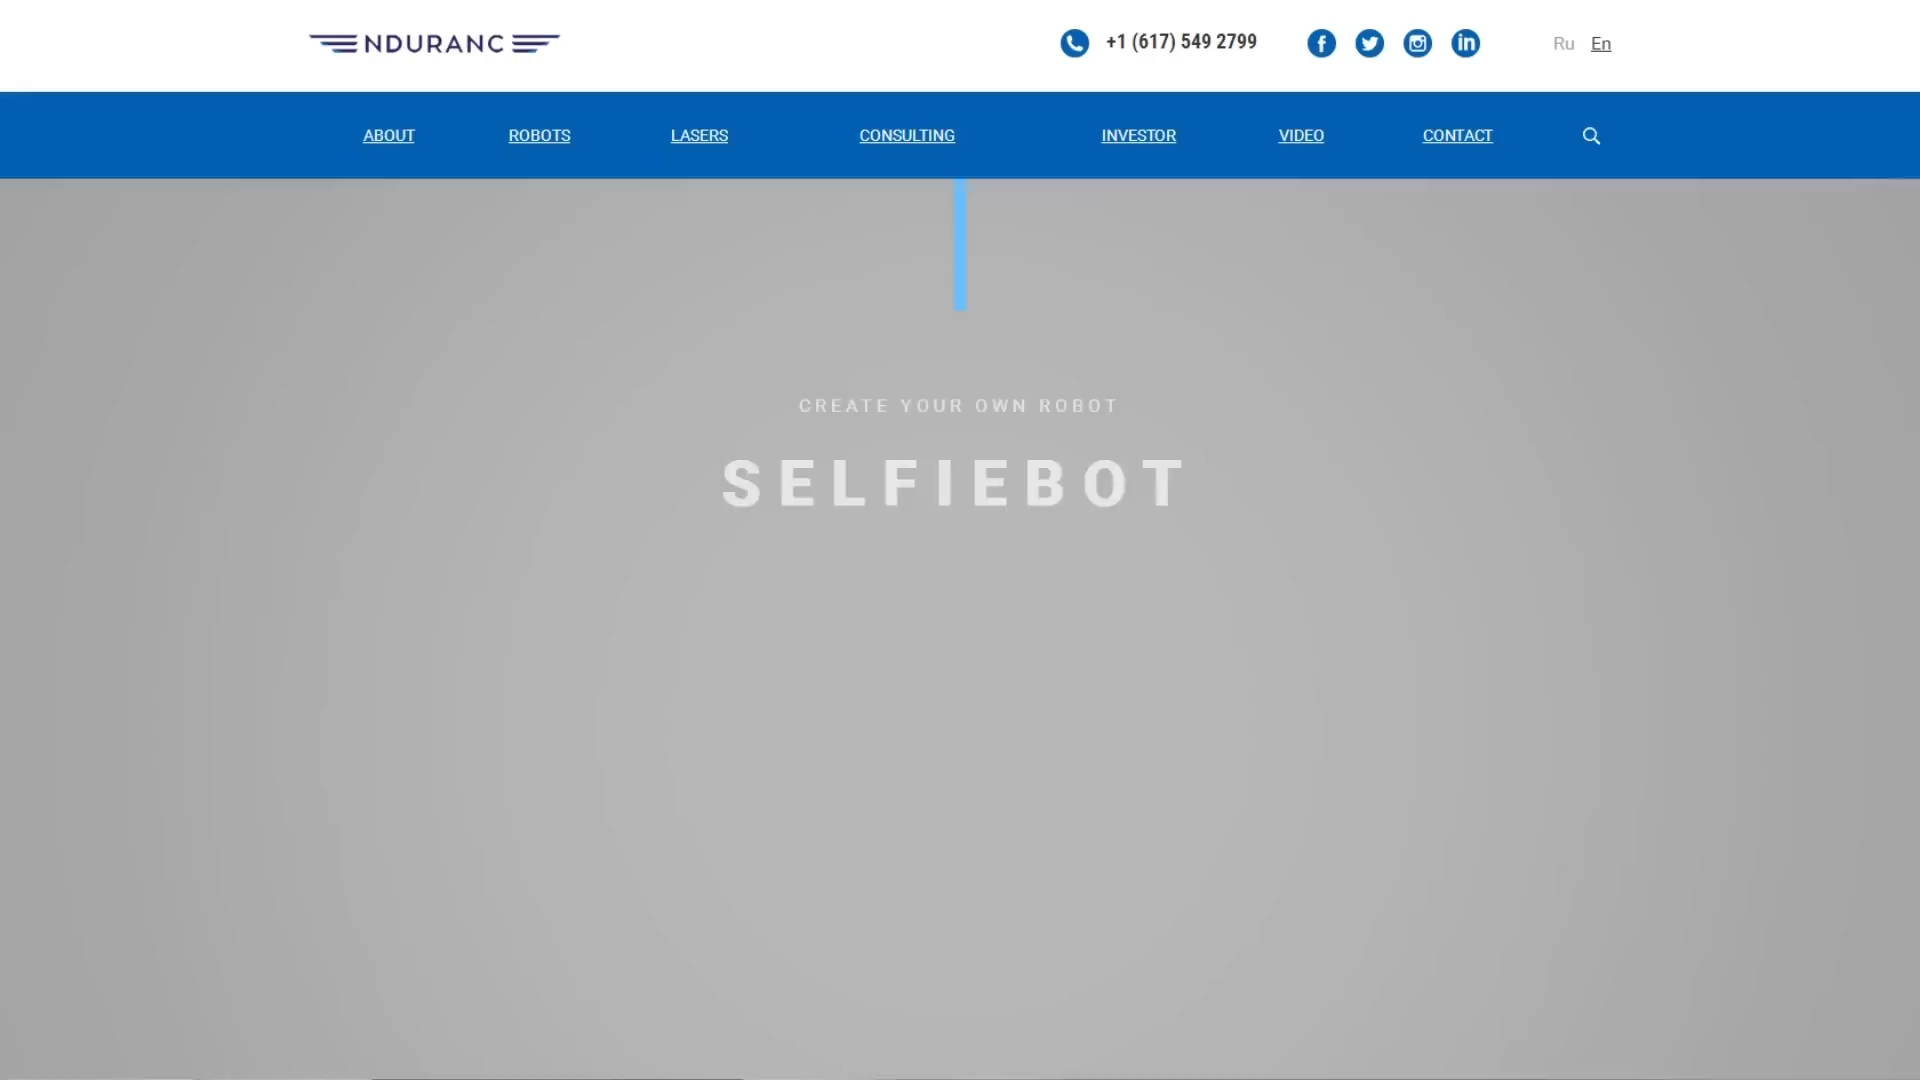 NDURANC
+1 (617) 549 2799
Ru En
ABOUT ROBOTS LASERS CONSULTING INVESTOR VIDEO CONTACT
CREATE YOUR OWN ROBOT
SELFIEBOT